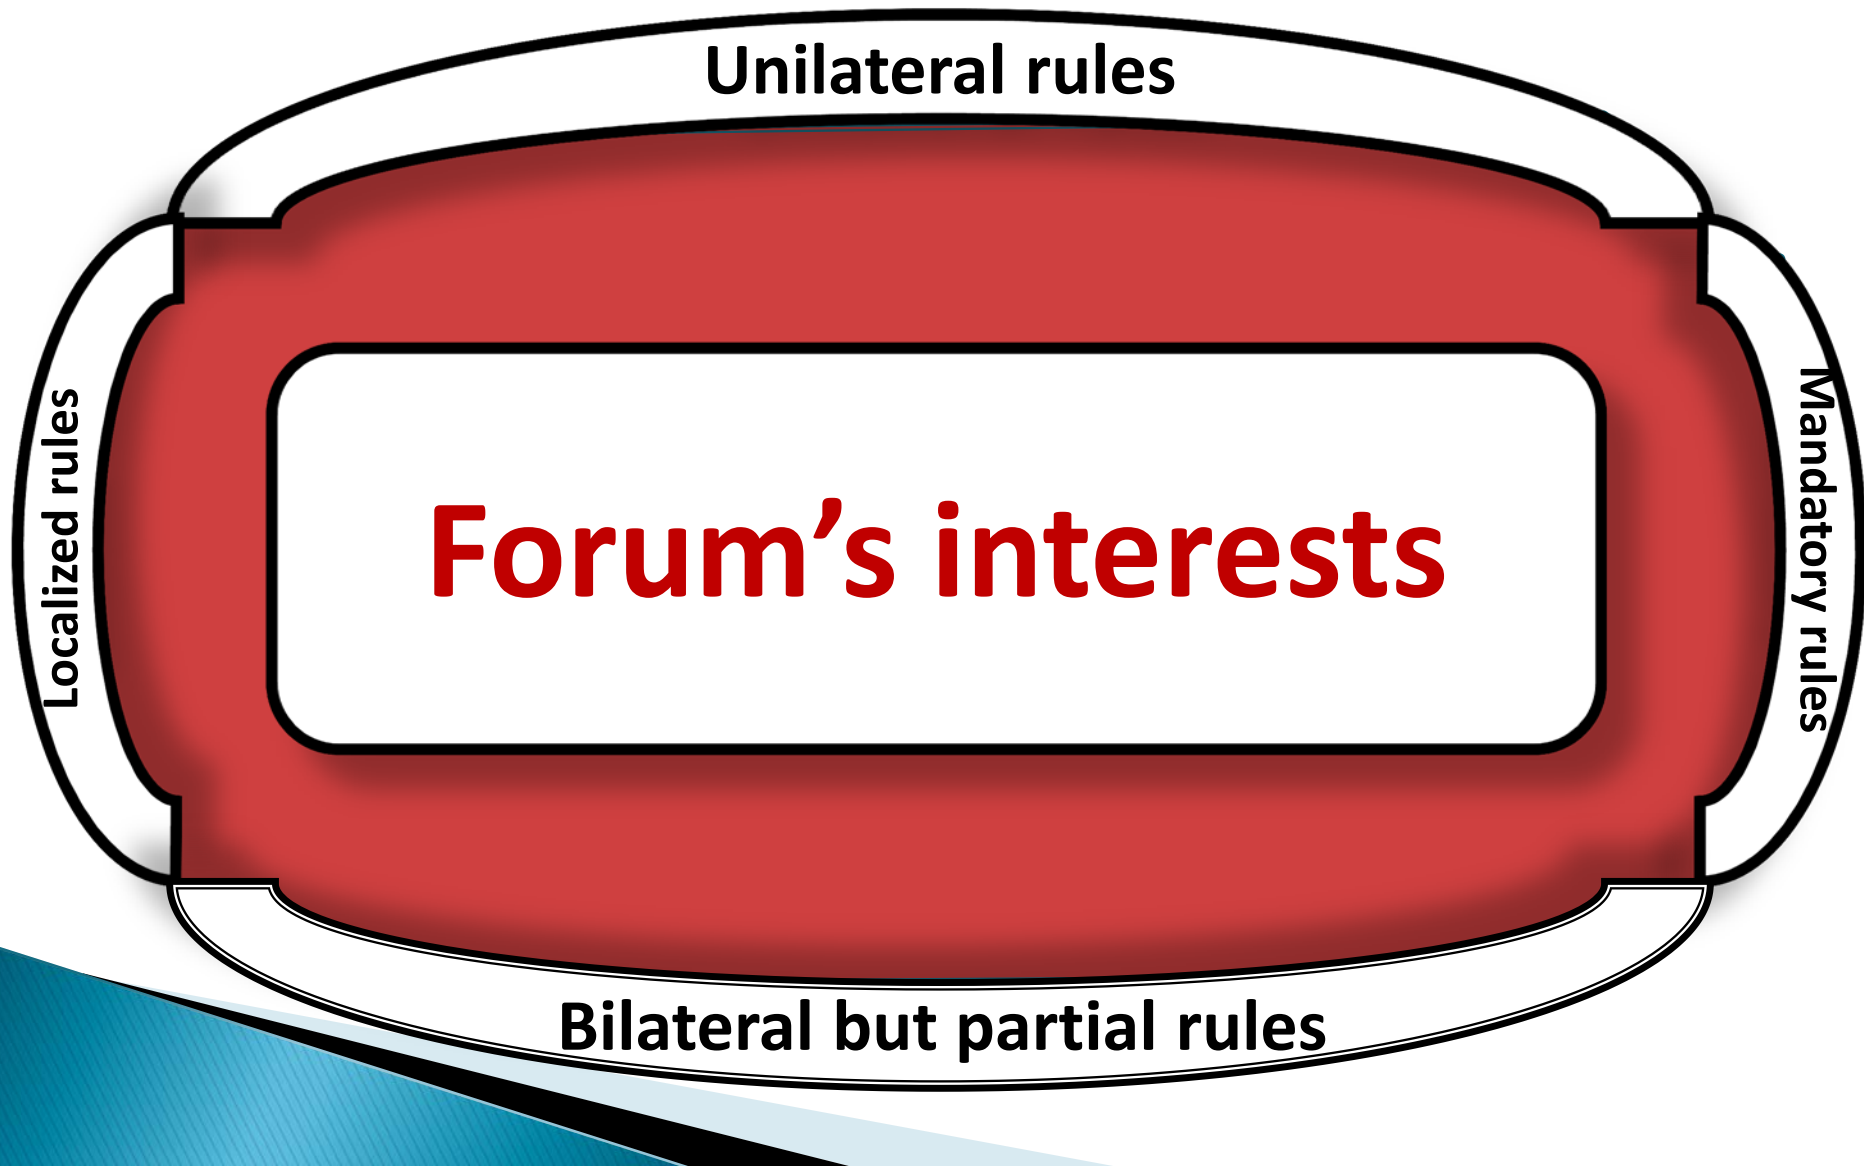 Unilateral rules
Localized rules
Forum’s interests
Mandatory rules
Bilateral but partial rules